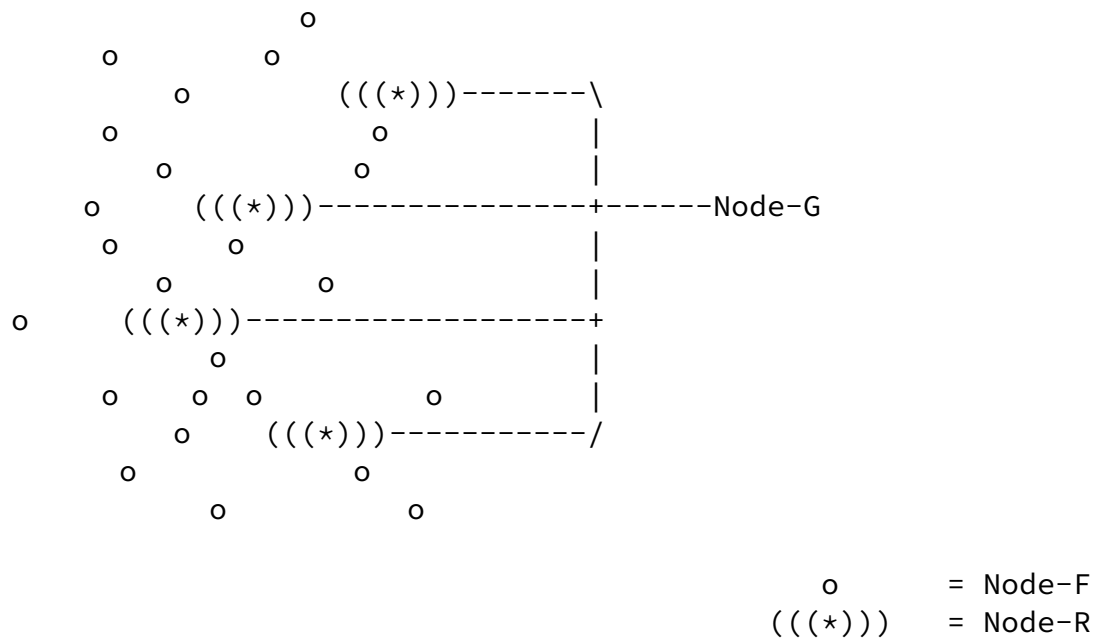 o
     o         o
         o         (((*)))-------\
     o              o            |
        o          o             |
    o     (((*)))----------------+------Node-G
     o      o                    |
        o        o               |
o     (((*)))-------------------+
           o                     |
     o    o  o         o         |
         o    (((*)))-----------/
      o            o
           o          o
o      = Node-F
(((*)))   = Node-R